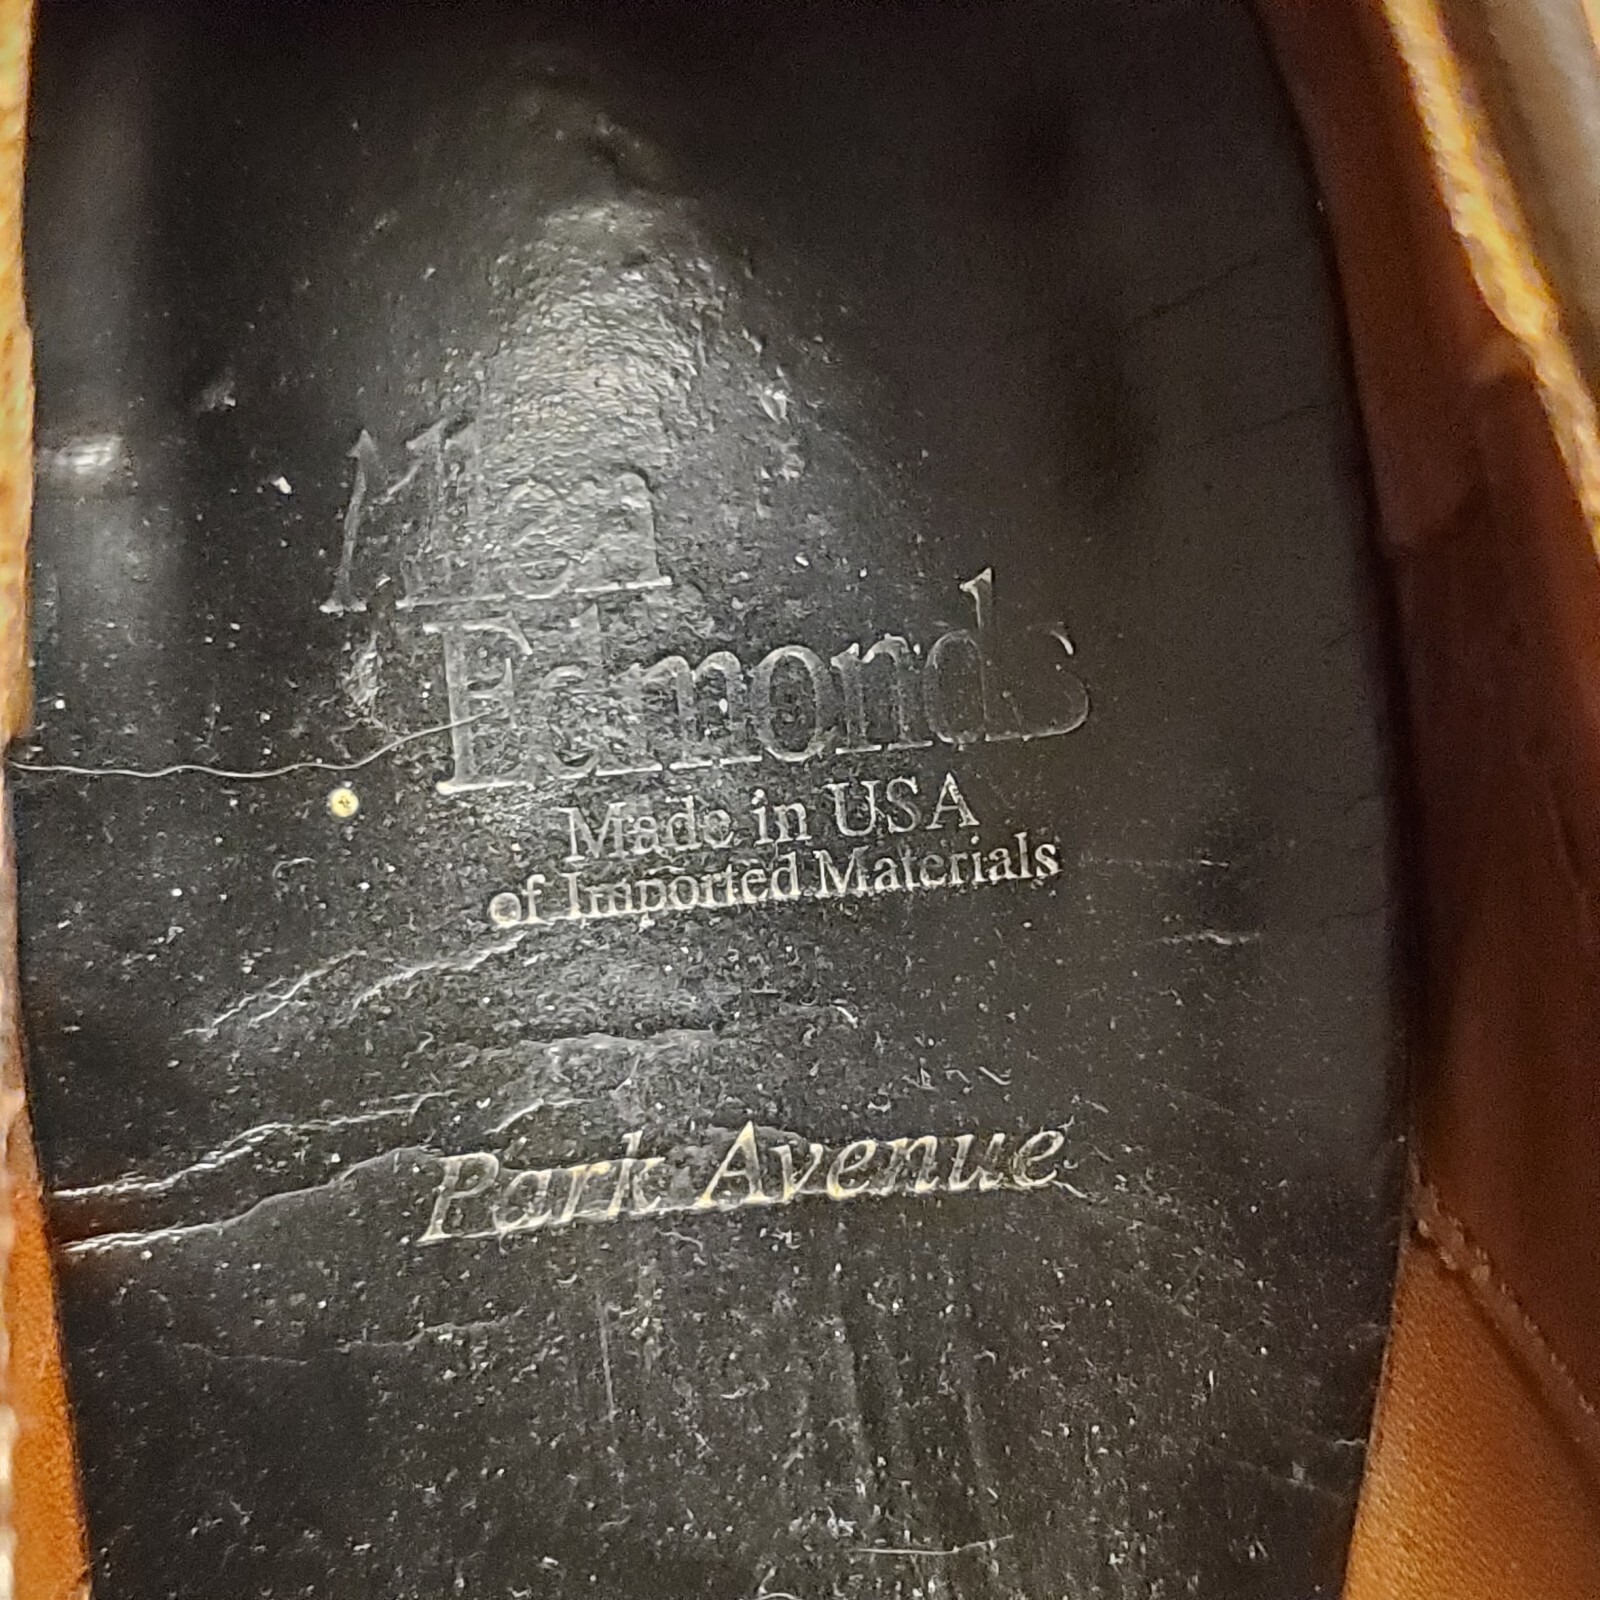 Allen
Edmonds
Made in USA
of Imported Materials
Park Avenue